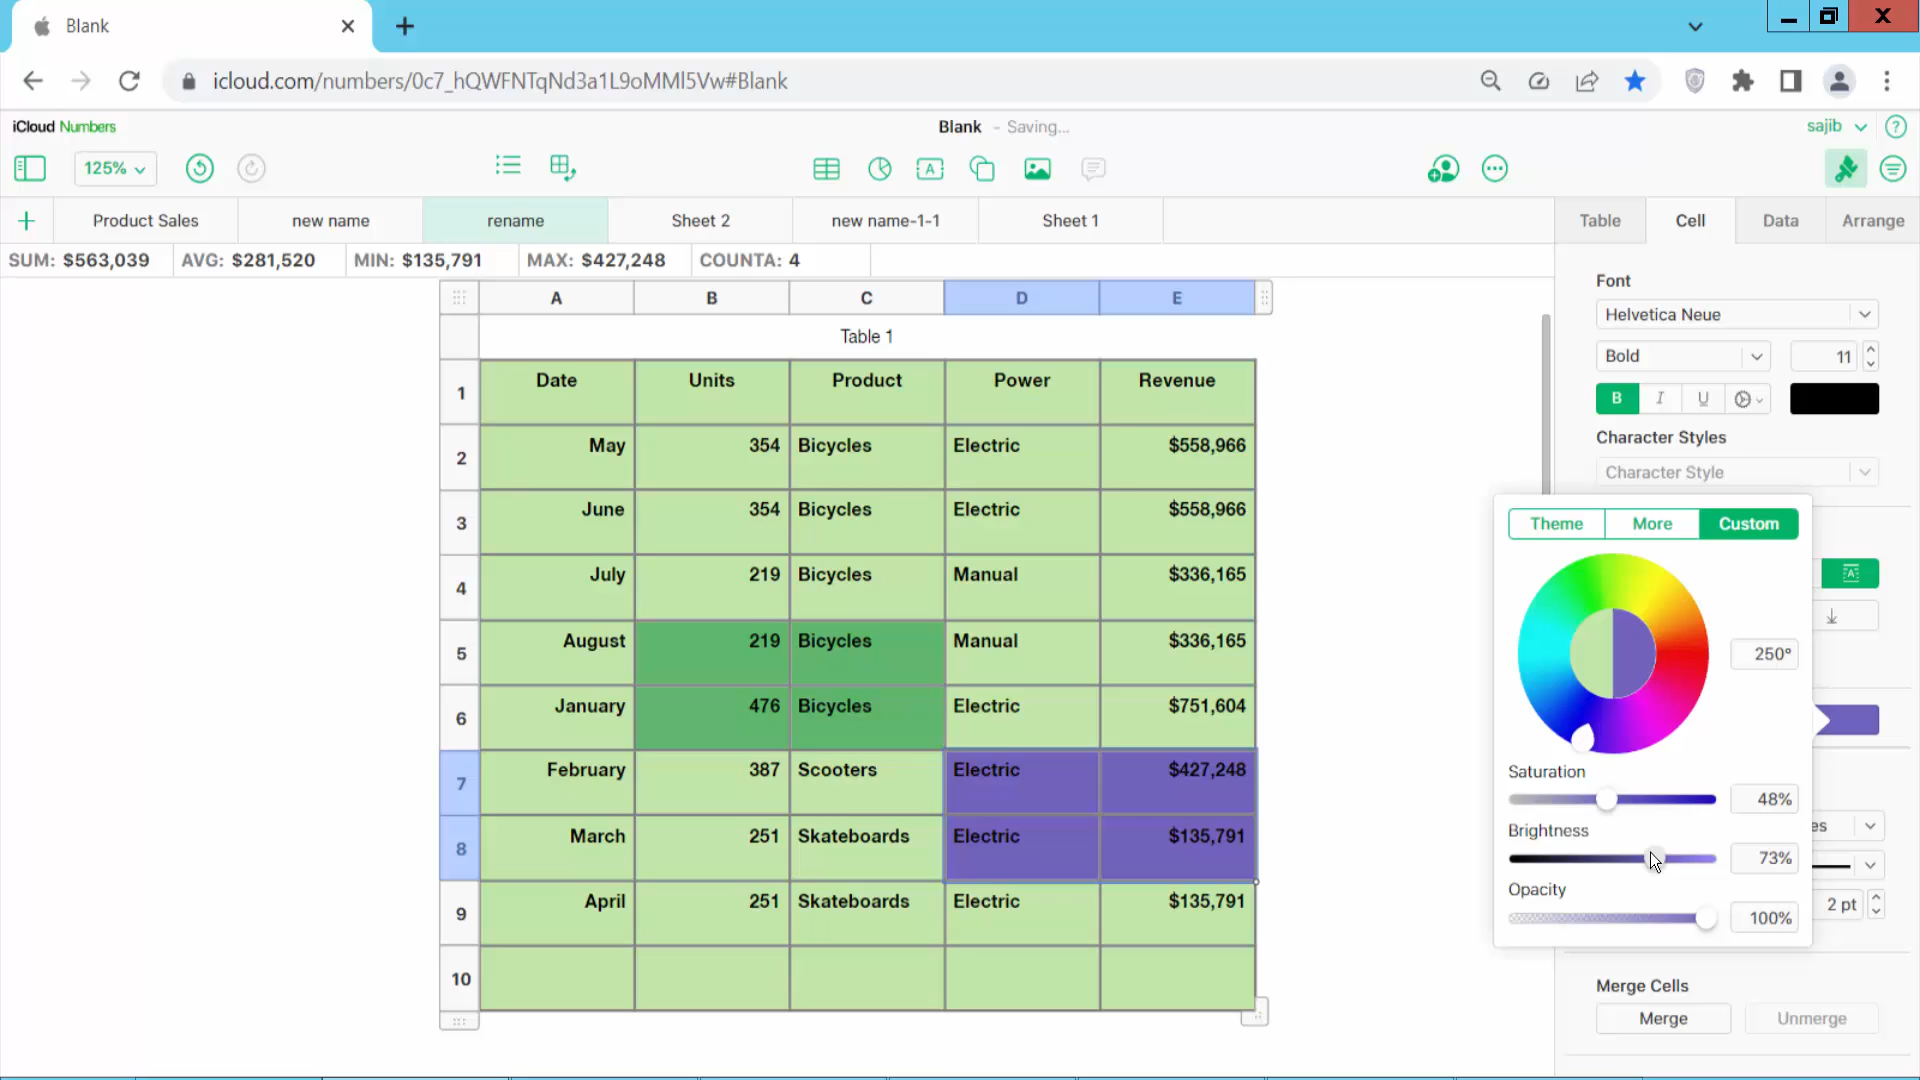 Blank
icloud.com/numbers/0c7_hQWFNTqNd3a1L9oMMl5Vw#Blank
iCloud Numbers
Blank - Saving...
sajib
?
125%
A
Product Sales
new name
rename
Sheet 2
new name-1-1
Sheet 1
Table
Cell
Data
Arrange
SUM: $563,039
AVG: $281,520
MIN: $135,791
MAX: $427,248
COUNTA: 4
A B C D E
Table 1
1 Date Units Product Power Revenue
2 May 354 Bicycles Electric $558,966
3 June 354 Bicycles Electric $558,966
4 July 219 Bicycles Manual $336,165
5 August 219 Bicycles Manual $336,165
6 January 476 Bicycles Electric $751,604
7 February 387 Scooters Electric $427,248
8 March 251 Skateboards Electric $135,791
9 April 251 Skateboards Electric $135,791
10
Font
Helvetica Neue
Bold
11
B I U
Character Styles
Character Style
Theme
More
Custom
A
250°
Saturation
48%
Brightness
73%
es
Opacity
100%
2 pt
Merge Cells
Merge
Unmerge